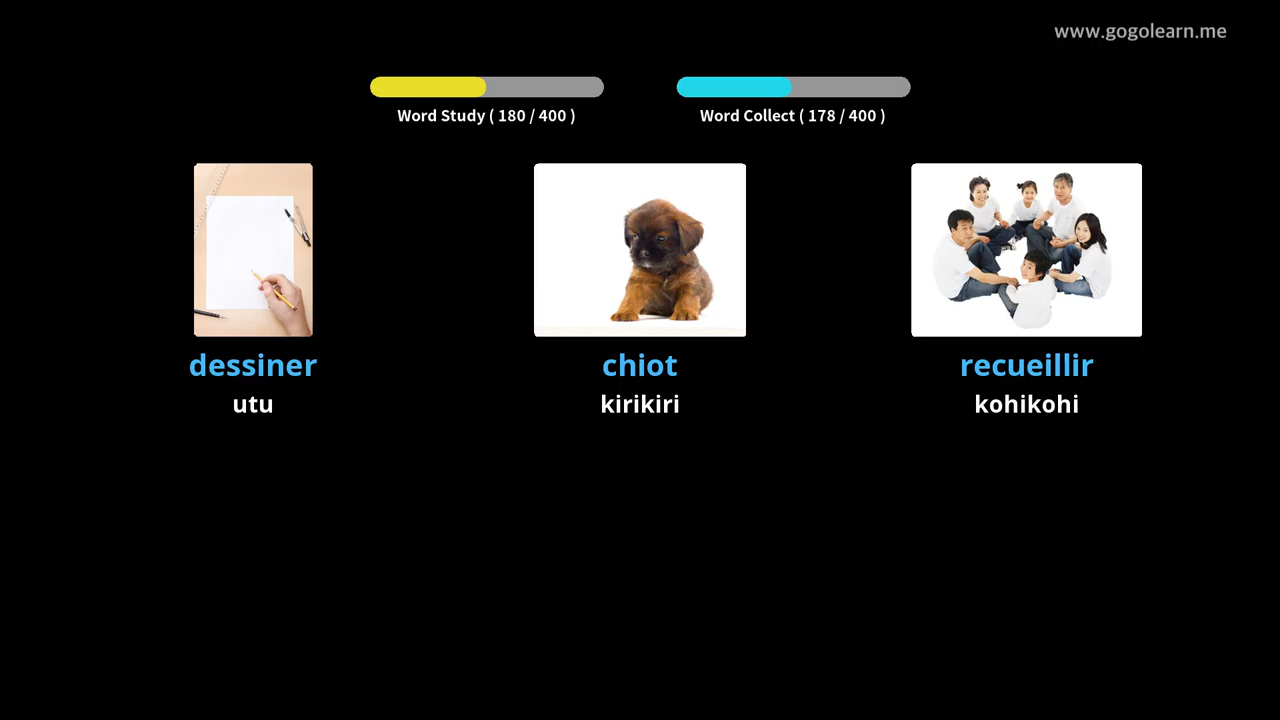 www.gogolearn.me
Word Study ( 180 / 400 )
Word Collect ( 178 / 400 )
dessiner
utu
chiot
kirikiri
recueillir
kohikohi